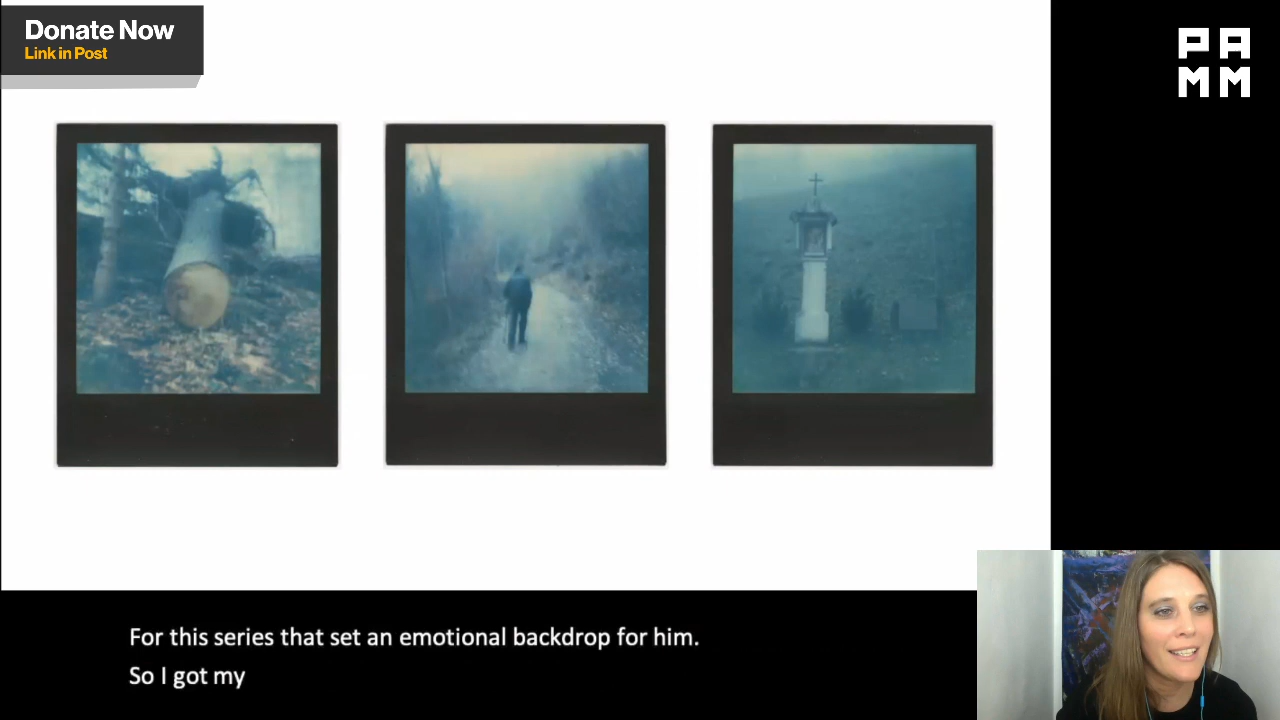 Donate Now
Link in Post
PA
MM
For this series that set an emotional backdrop for him.
So I got my